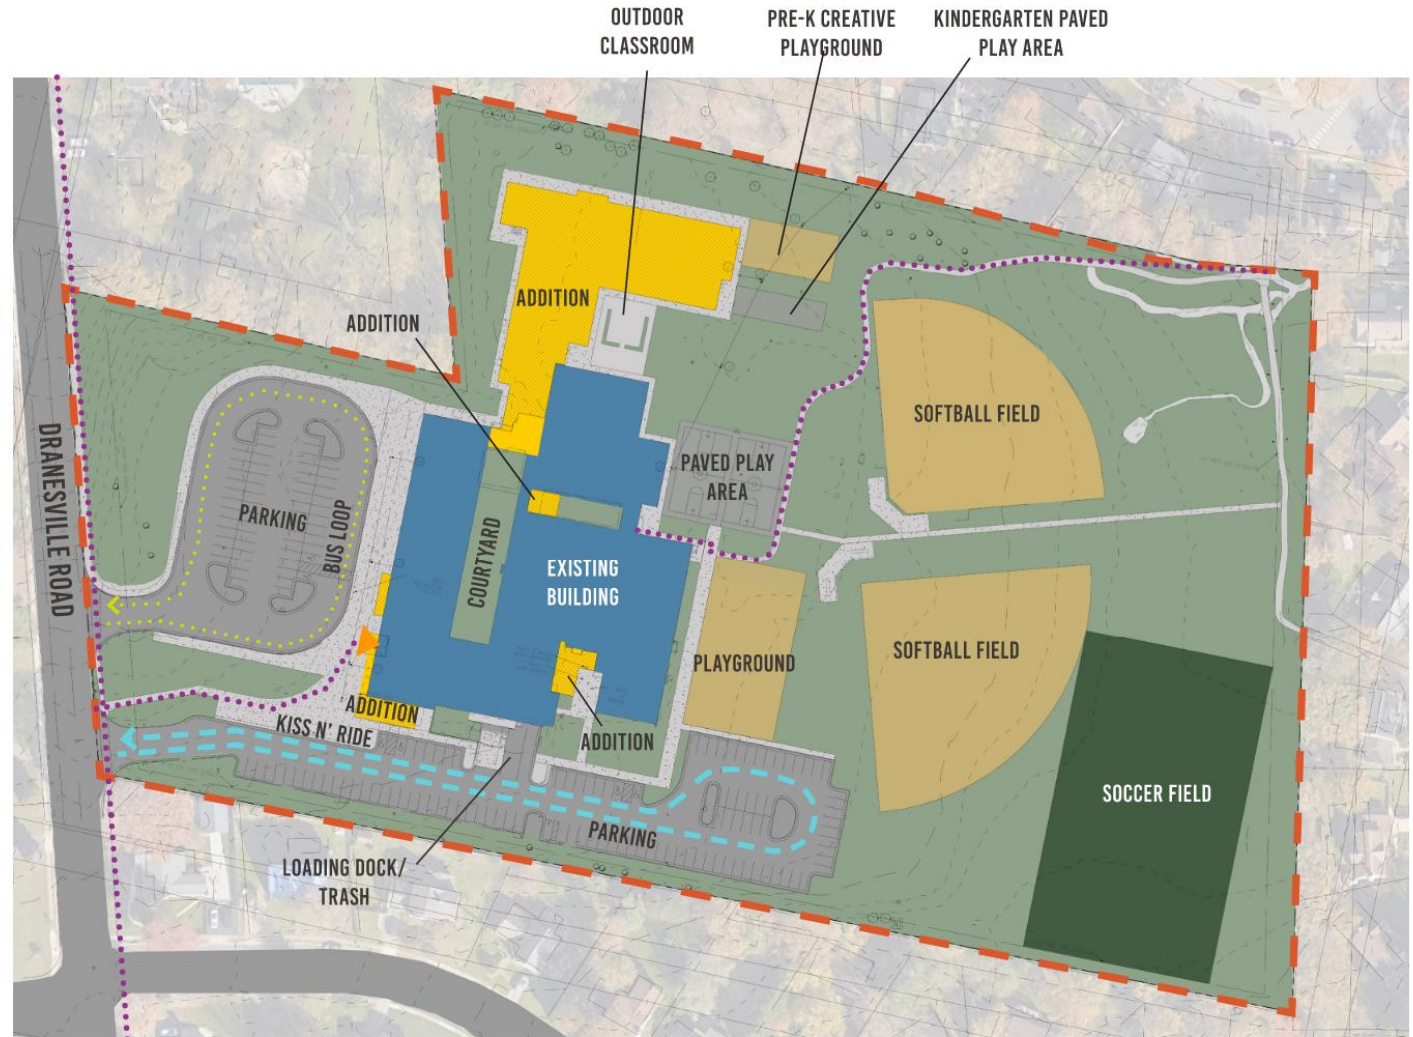 OUTDOOR
CLASSROOM
PRE-K CREATIVE
PLAYGROUND
KINDERGARTEN PAVED
PLAY AREA
ADDITION
ADDITION
SOFTBALL FIELD
DRANESVILLE ROAD
PARKING
BUS LOOP
COURTYARD
PAVED PLAY
AREA
EXISTING
BUILDING
PLAYGROUND
SOFTBALL FIELD
ADDITION
KISS N' RIDE
ADDITION
SOCCER FIELD
PARKING
LOADING DOCK/
TRASH